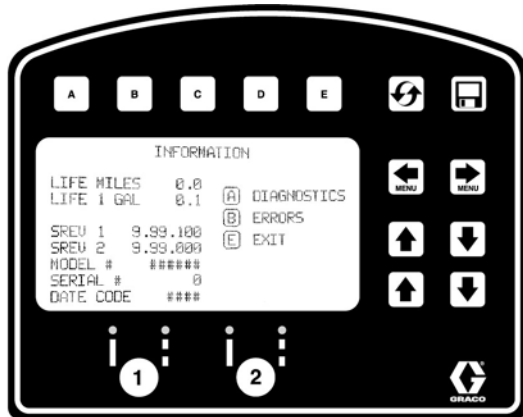 A B C D E
INFORMATION
LIFE MILES 0.0
LIFE 1 GAL 0.1
A DIAGNOSTICS
B ERRORS
E EXIT
SREV 1 9.99.100
SREV 2 9.99.000
MODEL # ######
SERIAL # 0
DATE CODE ####
MENU MENU
1 2
GRACO